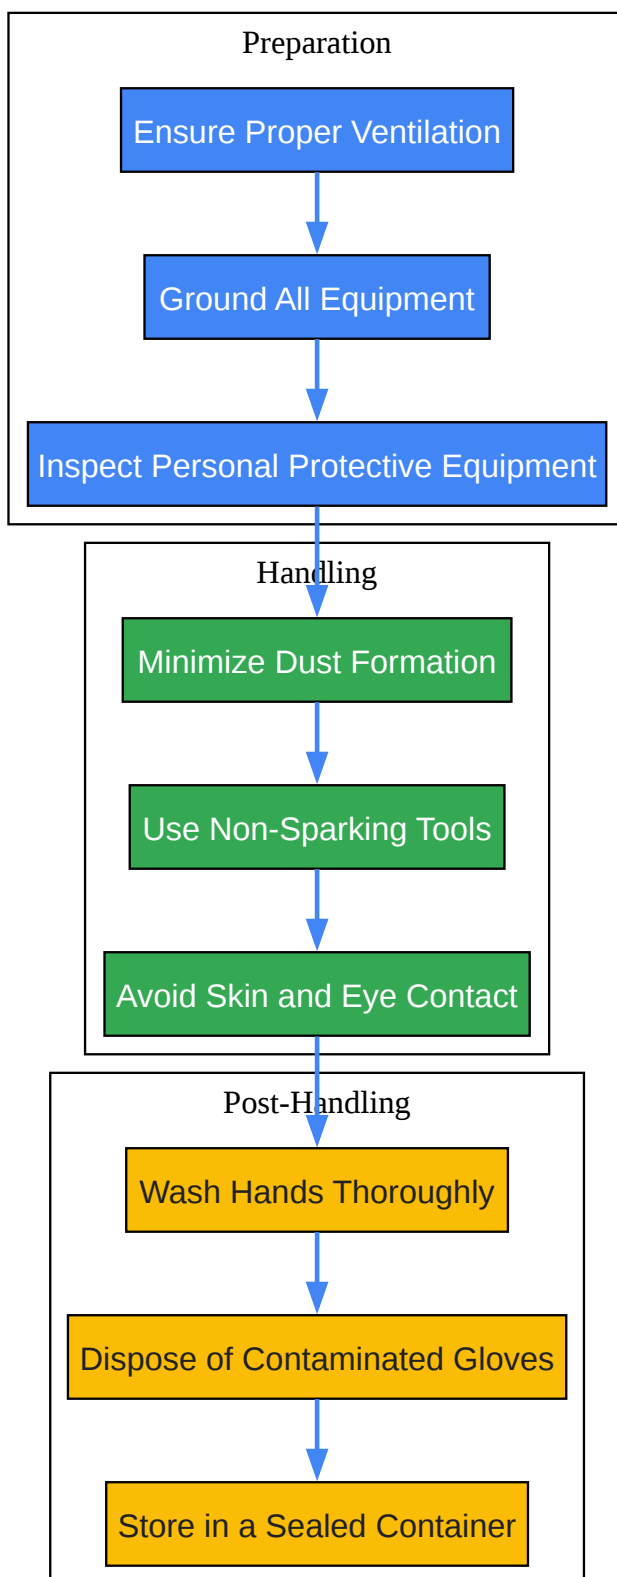 Preparation
Ensure Proper Ventilation
Ground All Equipment
Inspect Personal Protective Equipment
Handling
Minimize Dust Formation
Use Non-Sparking Tools
Avoid Skin and Eye Contact
Post-Handling
Wash Hands Thoroughly
Dispose of Contaminated Gloves
Store in a Sealed Container